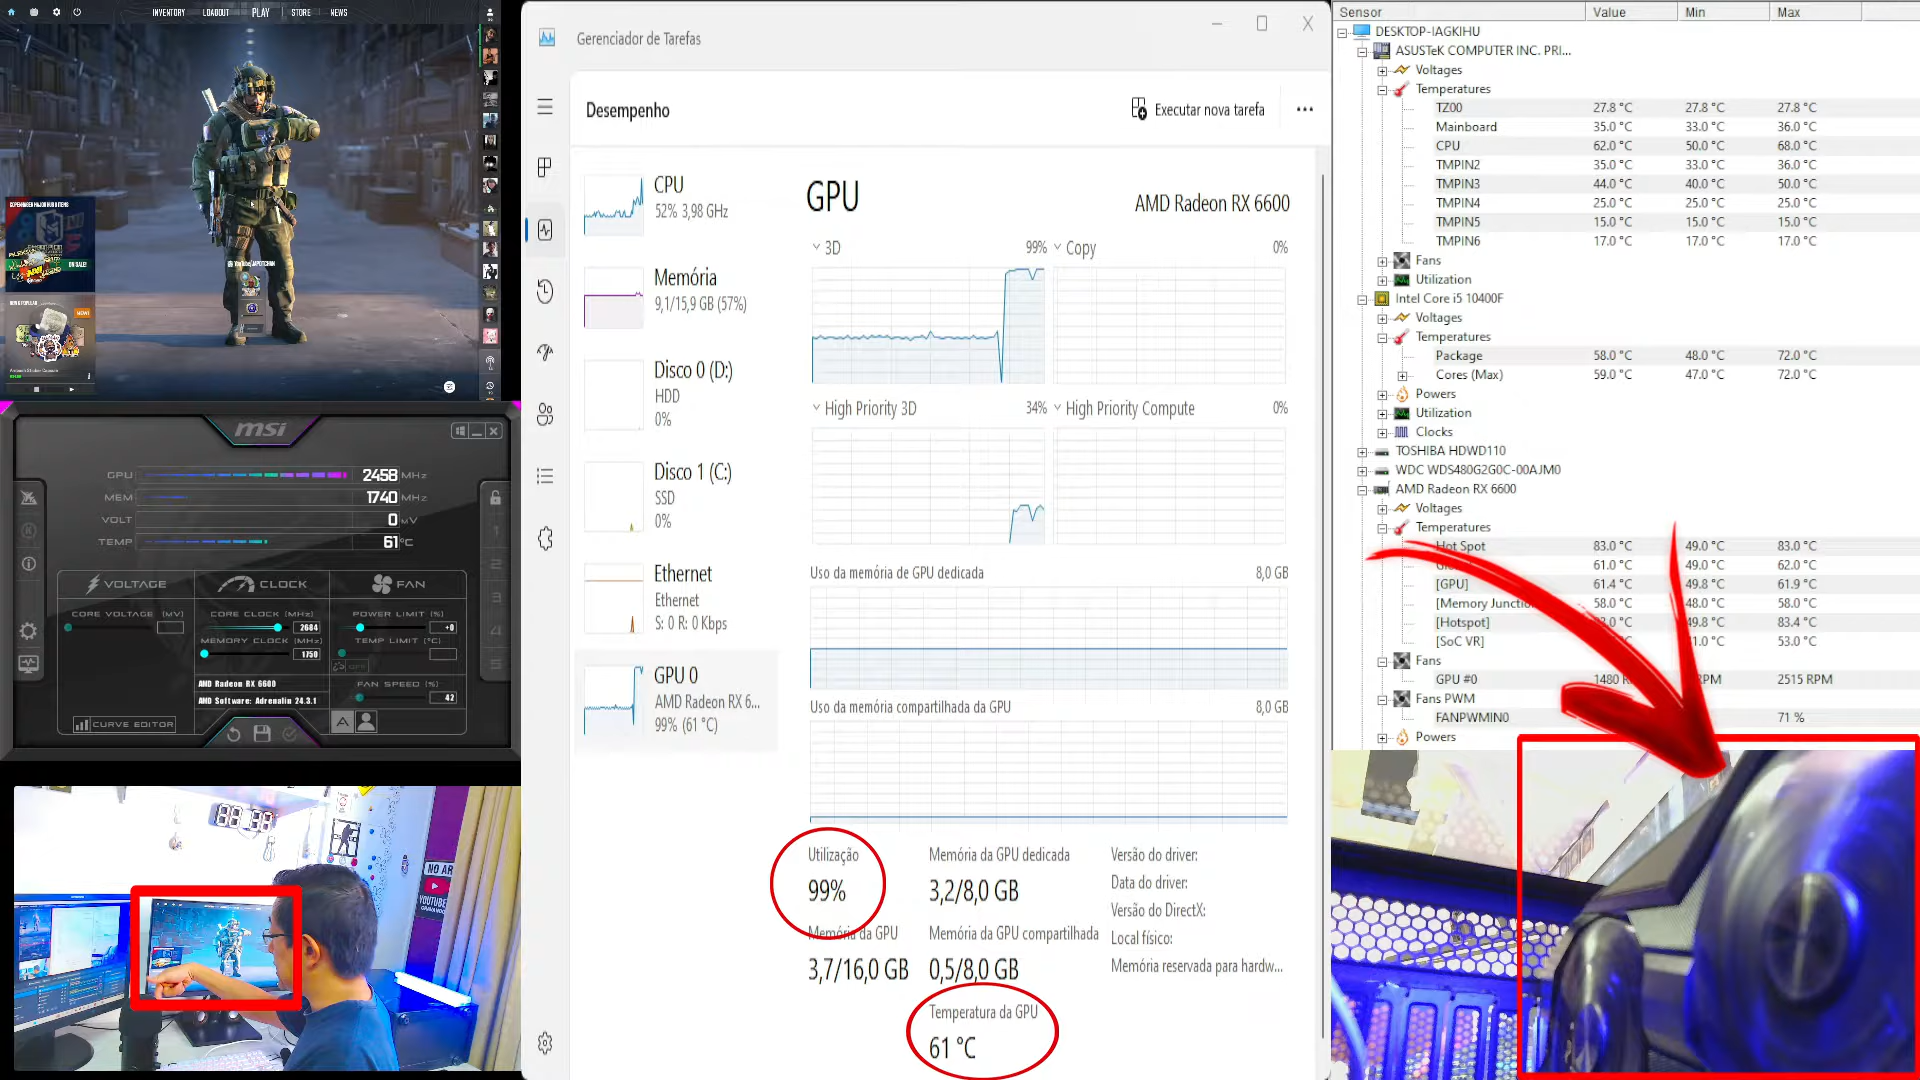 INVENTORY LOADOUT PLAY STORE NEWS
ON SALE!
NEW!
msi
GPU 2458 MHz
MEM 1740 MHz
VOLT 0 MV
TEMP 61 °C
VOLTAGE CLOCK FAN
CORE VOLTAGE (MV)
CORE CLOCK (MHz) 2684
MEMORY CLOCK (MHz) 1750
POWER LIMIT (%) +0
TEMP LIMIT (°C)
FAN SPEED (%) 42
AMD Radeon RX 6600
AMD Software: Adrenalin 24.3.1
CURVE EDITOR
A
1
2
3
4
5
NO AR
YOUTUBE
GRAVANDO
Gerenciador de Tarefas
Desempenho
Executar nova tarefa
CPU
52% 3,98 GHz
Memória
9,1/15,9 GB (57%)
Disco 0 (D:)
HDD
0%
Disco 1 (C:)
SSD
0%
Ethernet
Ethernet
S: 0 R: 0 Kbps
GPU 0
AMD Radeon RX 6...
99% (61 °C)
GPU
AMD Radeon RX 6600
3D 99% Copy 0%
High Priority 3D 34% High Priority Compute 0%
Uso da memória de GPU dedicada 8,0 GB
Uso da memória compartilhada da GPU 8,0 GB
Utilização
99%
Memória da GPU
3,7/16,0 GB
Memória da GPU dedicada
3,2/8,0 GB
Memória da GPU compartilhada
0,5/8,0 GB
Temperatura da GPU
61 °C
Versão do driver:
Data do driver:
Versão do DirectX:
Local físico:
Memória reservada para hardw...
Sensor Value Min Max
DESKTOP-IAGKIHU
ASUSTeK COMPUTER INC. PRI...
Voltages
Temperatures
TZ00 27.8 °C 27.8 °C 27.8 °C
Mainboard 35.0 °C 33.0 °C 36.0 °C
CPU 62.0 °C 50.0 °C 68.0 °C
TMPIN2 35.0 °C 33.0 °C 36.0 °C
TMPIN3 44.0 °C 40.0 °C 50.0 °C
TMPIN4 25.0 °C 25.0 °C 25.0 °C
TMPIN5 15.0 °C 15.0 °C 15.0 °C
TMPIN6 17.0 °C 17.0 °C 17.0 °C
Fans
Utilization
Intel Core i5 10400F
Voltages
Temperatures
Package 58.0 °C 48.0 °C 72.0 °C
Cores (Max) 59.0 °C 47.0 °C 72.0 °C
Powers
Utilization
Clocks
TOSHIBA HDWD110
WDC WDS480G2G0C-00AJM0
AMD Radeon RX 6600
Voltages
Temperatures
Hot Spot 83.0 °C 49.0 °C 83.0 °C
61.0 °C 49.0 °C 62.0 °C
[GPU] 61.4 °C 49.8 °C 61.9 °C
[Memory Junctio 58.0 °C 48.0 °C 58.0 °C
[Hotspot] 49.8 °C 83.4 °C
[SoC VR] 53.0 °C
Fans
GPU #0 1480 RPM 2515 RPM
Fans PWM
FANPWMIN0 71 %
Powers